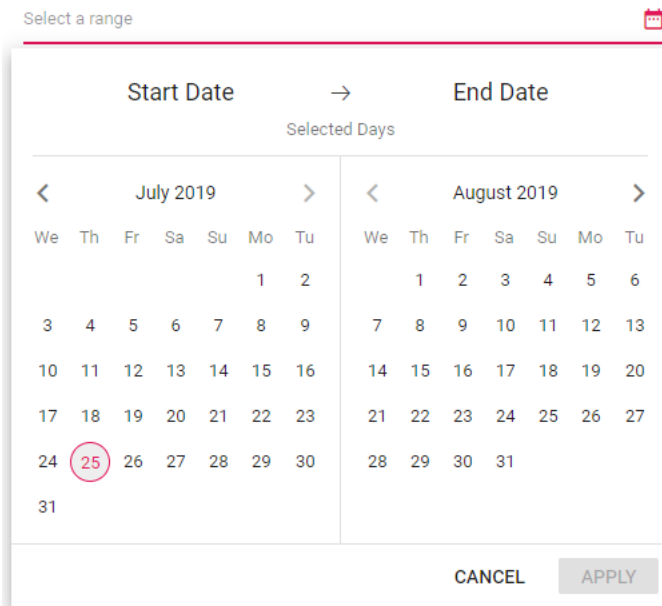 Select a range
Start Date → End Date
Selected Days
July 2019
We Th Fr Sa Su Mo Tu
1 2
3 4 5 6 7 8 9
10 11 12 13 14 15 16
17 18 19 20 21 22 23
24 25 26 27 28 29 30
31
August 2019
We Th Fr Sa Su Mo Tu
1 2 3 4 5 6
7 8 9 10 11 12 13
14 15 16 17 18 19 20
21 22 23 24 25 26 27
28 29 30 31
CANCEL APPLY